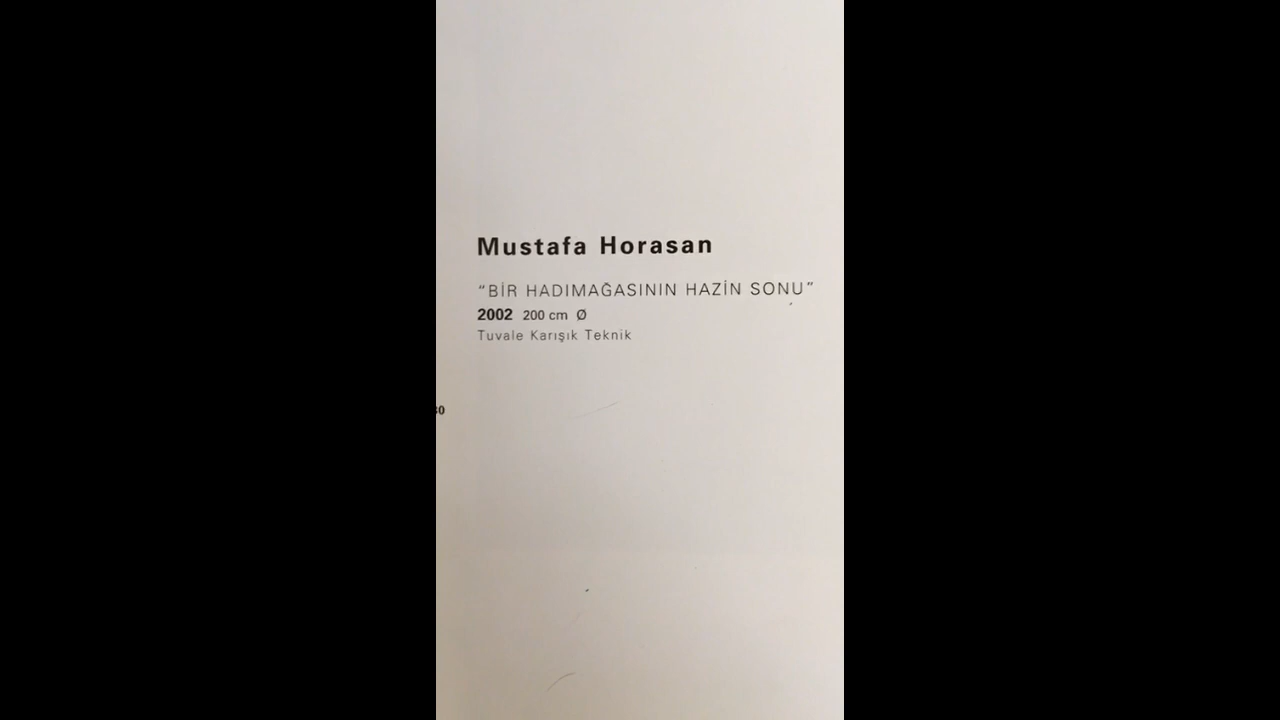 Mustafa Horasan
“BİR HADIMAĞASININ HAZİN SONU”
2002 200 cm Ø
Tuvale Karışık Teknik